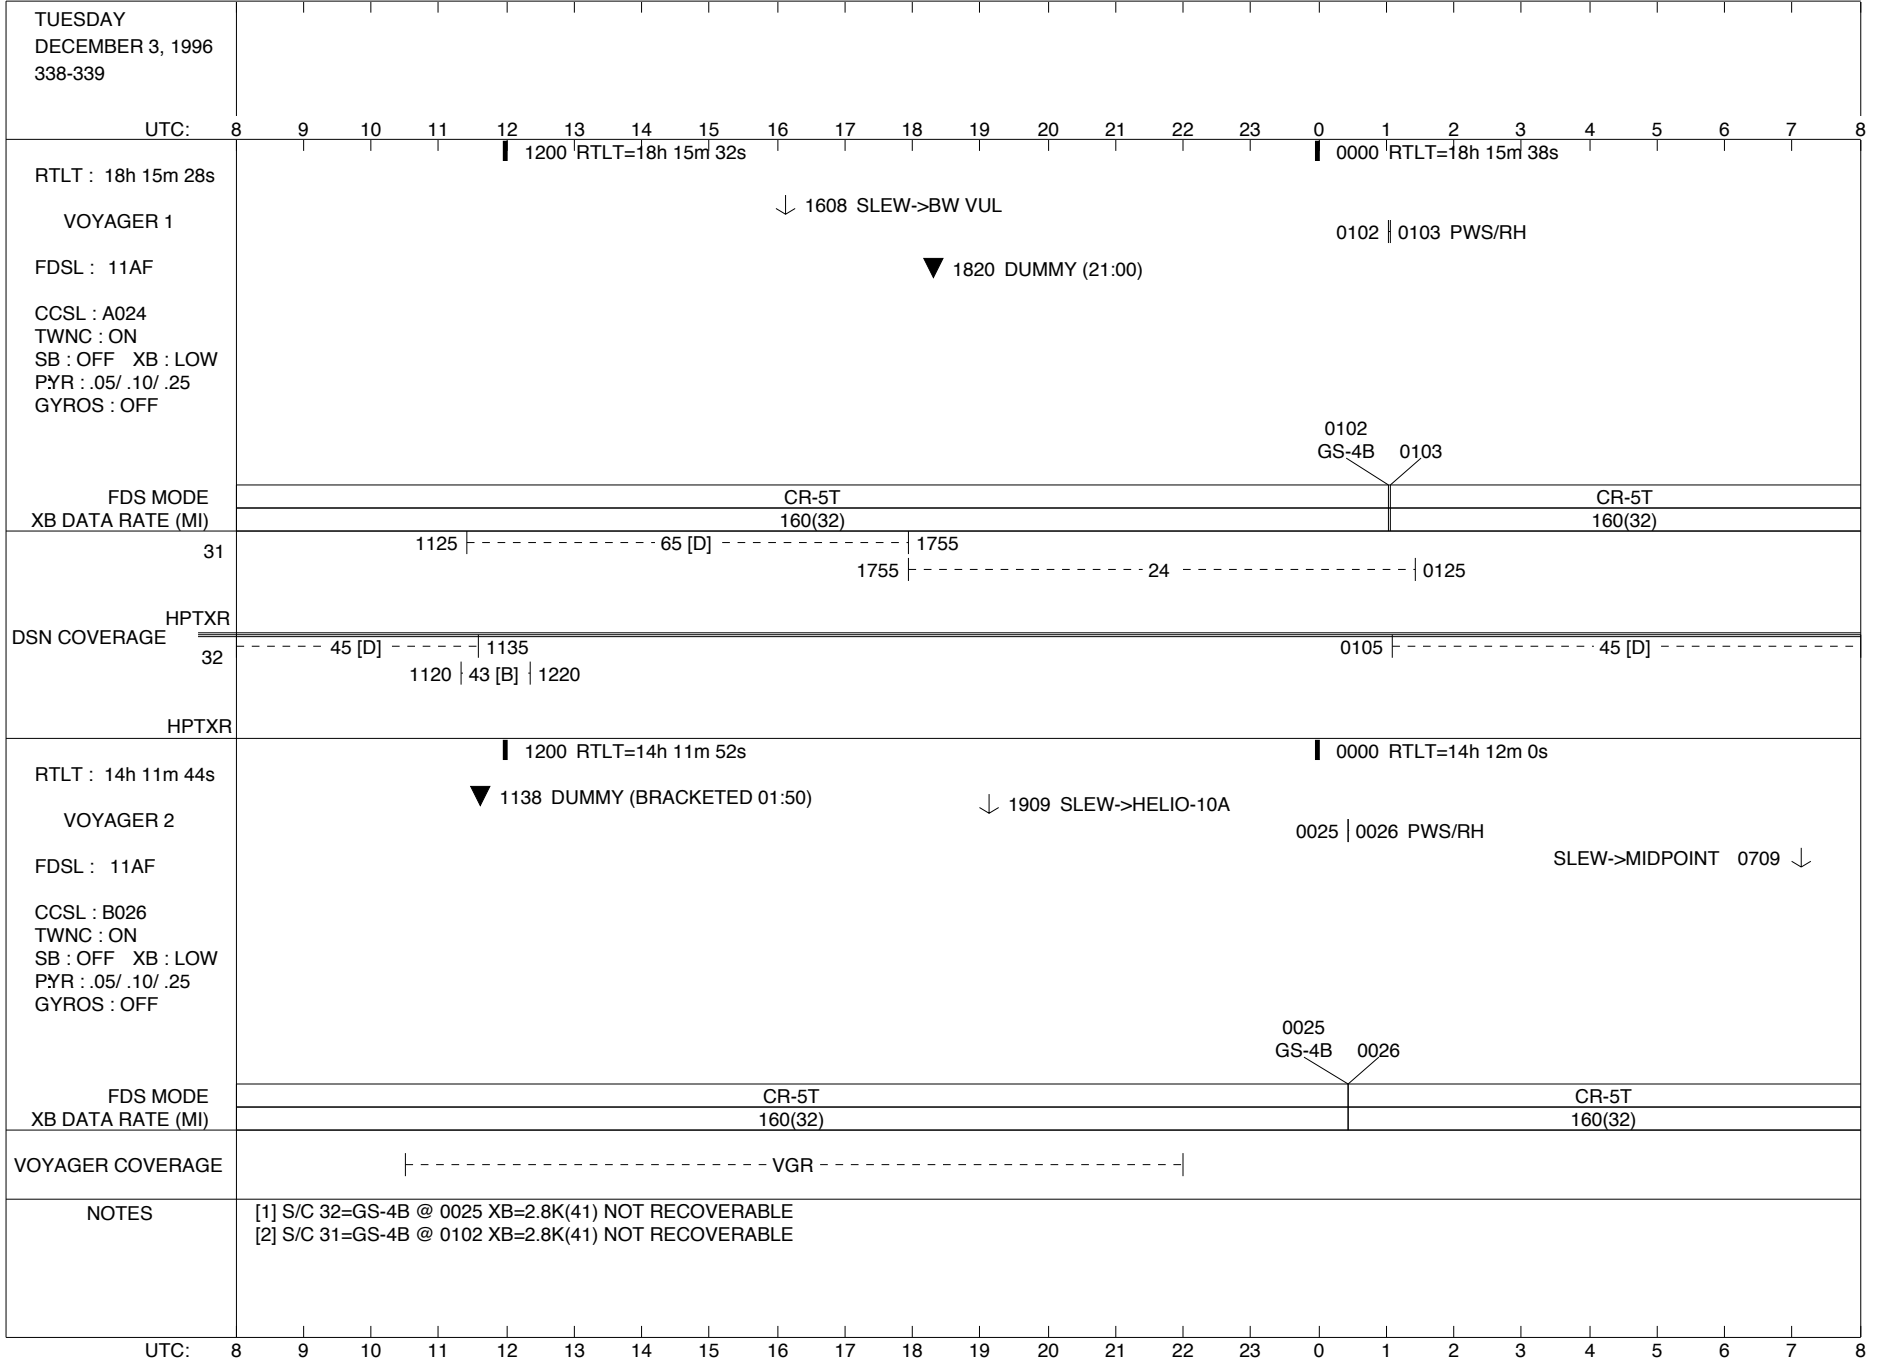 TUESDAY
DECEMBER 3, 1996
338-339
UTC: 8 9 10 11 12 13 14 15 16 17 18 19 20 21 22 23 0 1 2 3 4 5 6 7 8
1200 RTLT=18h 15m 32s 0000 RTLT=18h 15m 38s
RTLT : 18h 15m 28s
1608 SLEW->BW VUL
VOYAGER 1
0102 0103 PWS/RH
FDSL : 11AF
1820 DUMMY (21:00)
CCSL : A024
TWNC : ON
SB : OFF XB : LOW
P:YR : .05/ .10/ .25
GYROS : OFF
0102
GS-4B 0103
FDS MODE CR-5T CR-5T
XB DATA RATE (MI) 160(32) 160(32)
31 1125 65 [D] 1755
1755 24 0125
HPTXR
DSN COVERAGE
32 45 [D] 1135 0105 45 [D]
1120 43 [B] 1220
HPTXR
1200 RTLT=14h 11m 52s 0000 RTLT=14h 12m 0s
RTLT : 14h 11m 44s
1138 DUMMY (BRACKETED 01:50) 1909 SLEW->HELIO-10A
VOYAGER 2
0025 0026 PWS/RH
SLEW->MIDPOINT 0709
FDSL : 11AF
CCSL : B026
TWNC : ON
SB : OFF XB : LOW
P:YR : .05/ .10/ .25
GYROS : OFF
0025
GS-4B 0026
FDS MODE CR-5T CR-5T
XB DATA RATE (MI) 160(32) 160(32)
VOYAGER COVERAGE VGR
NOTES [1] S/C 32=GS-4B @ 0025 XB=2.8K(41) NOT RECOVERABLE
[2] S/C 31=GS-4B @ 0102 XB=2.8K(41) NOT RECOVERABLE
UTC: 8 9 10 11 12 13 14 15 16 17 18 19 20 21 22 23 0 1 2 3 4 5 6 7 8